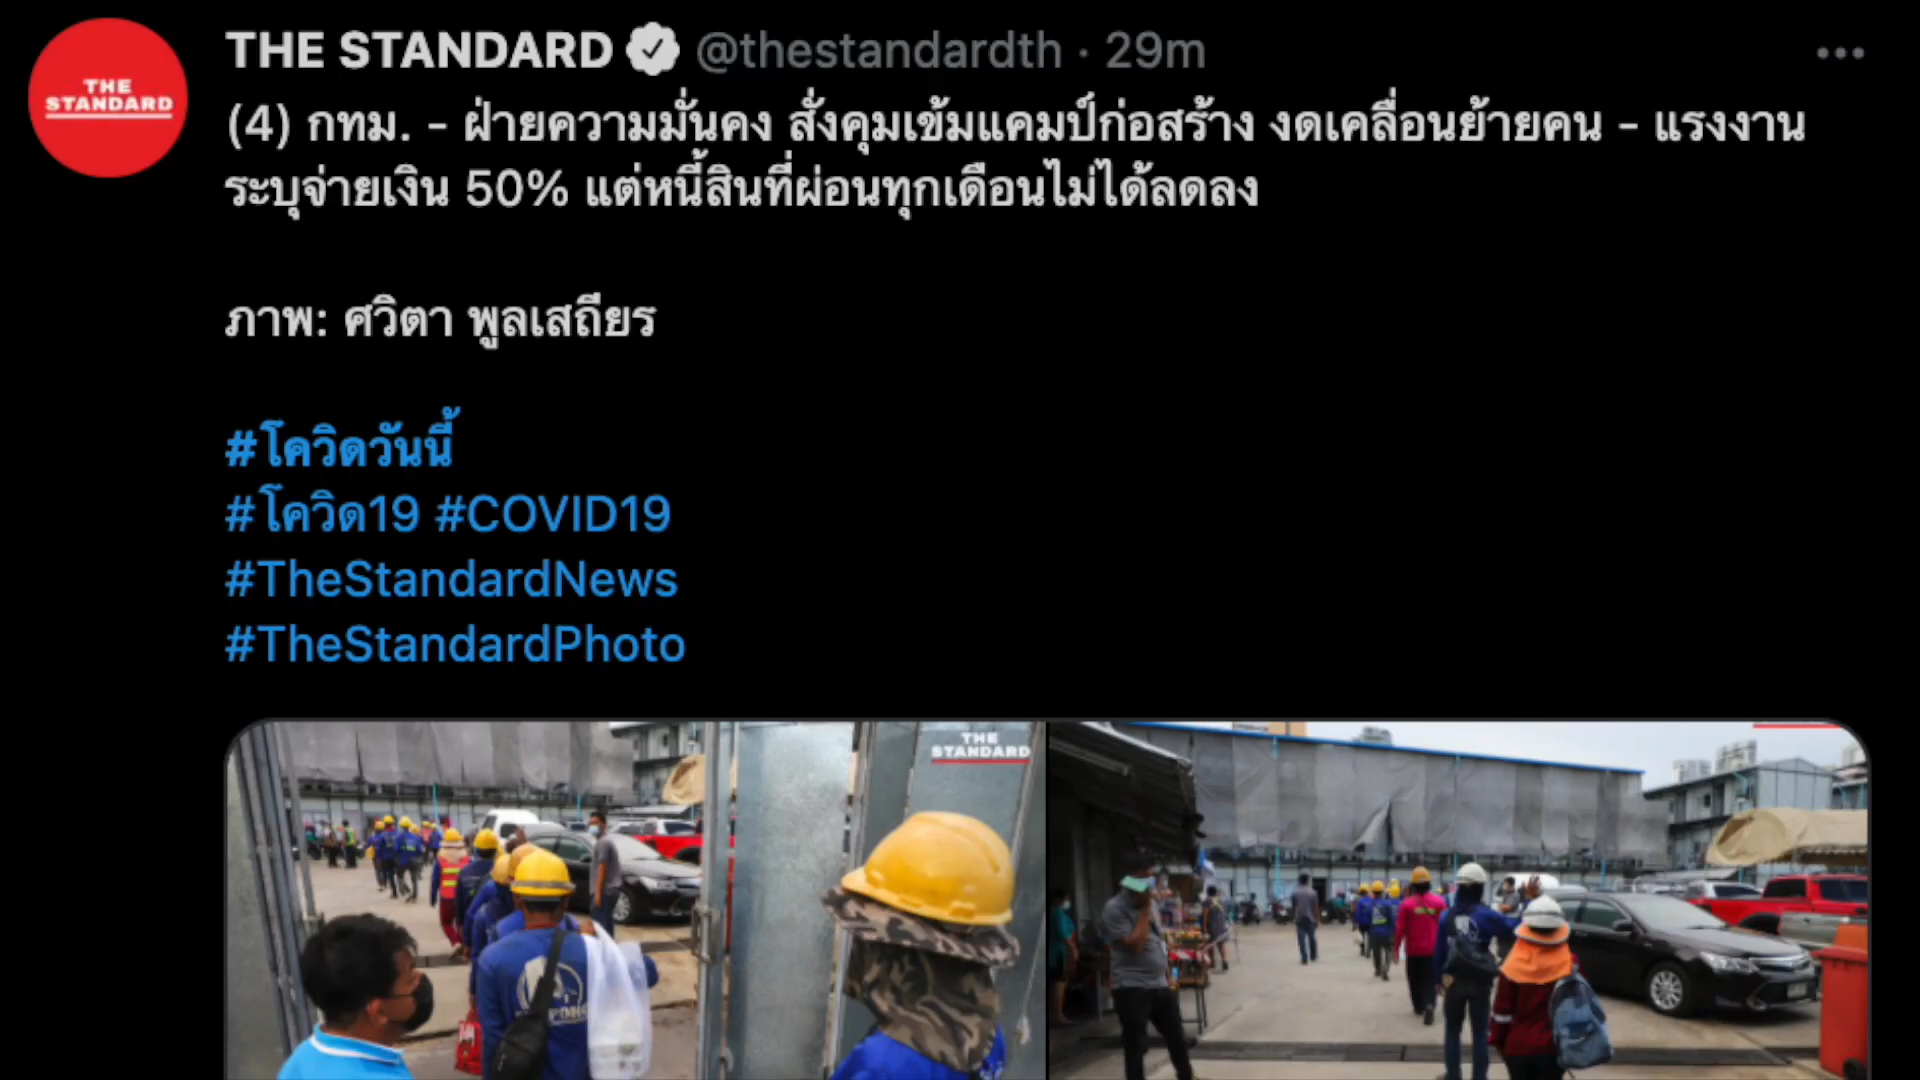 THE STANDARD
THE STANDARD @thestandardth · 29m
(4) กทม. - ฝ่ายความมั่นคง สั่งคุมเข้มแคมป์ก่อสร้าง งดเคลื่อนย้ายคน - แรงงาน
ระบุจ่ายเงิน 50% แต่หนี้สินที่ผ่อนทุกเดือนไม่ได้ลดลง
ภาพ: ศวิตา พูลเสถียร
#โควิดวันนี้
#โควิด19 #COVID19
#TheStandardNews
#TheStandardPhoto
THE
STANDARD